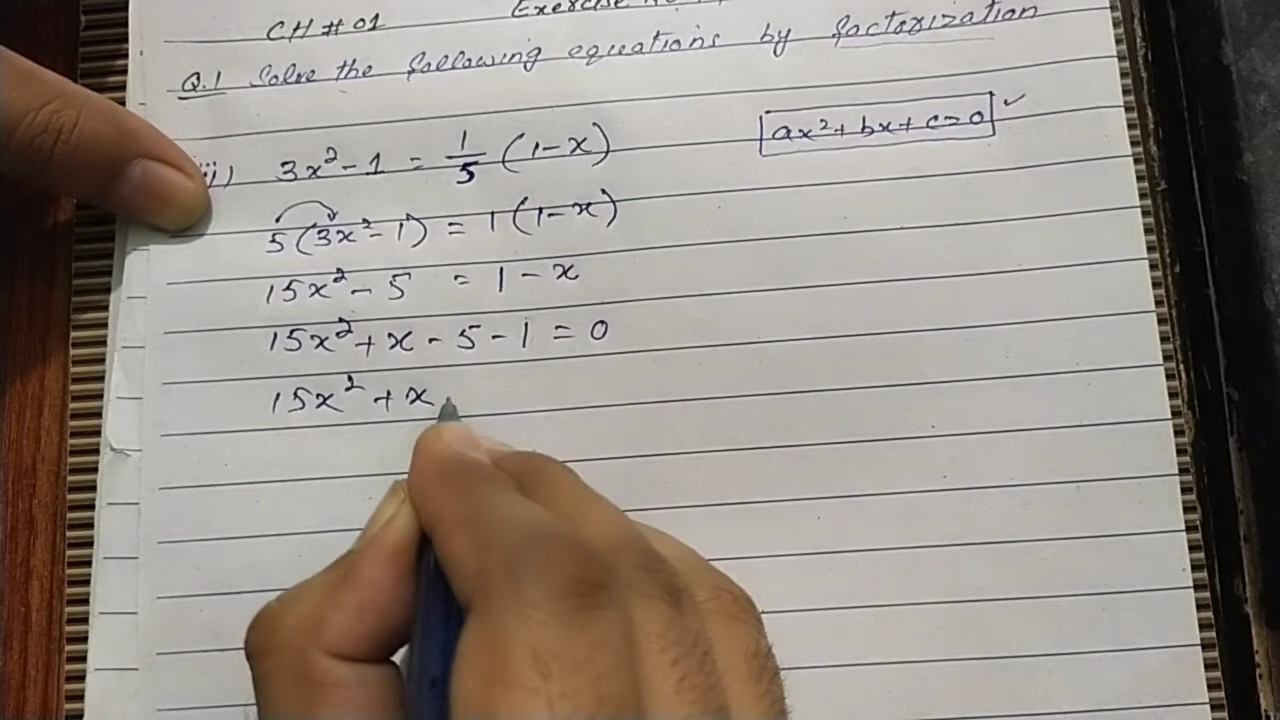 CH # 01 Exercise
Q.1 Solve the following equations by factorization
ax² + bx + c = 0 ✓
3x² - 1 = 1/5 (1 - x)
5(3x² - 1) = 1(1 - x)
15x² - 5 = 1 - x
15x² + x - 5 - 1 = 0
15x² + x